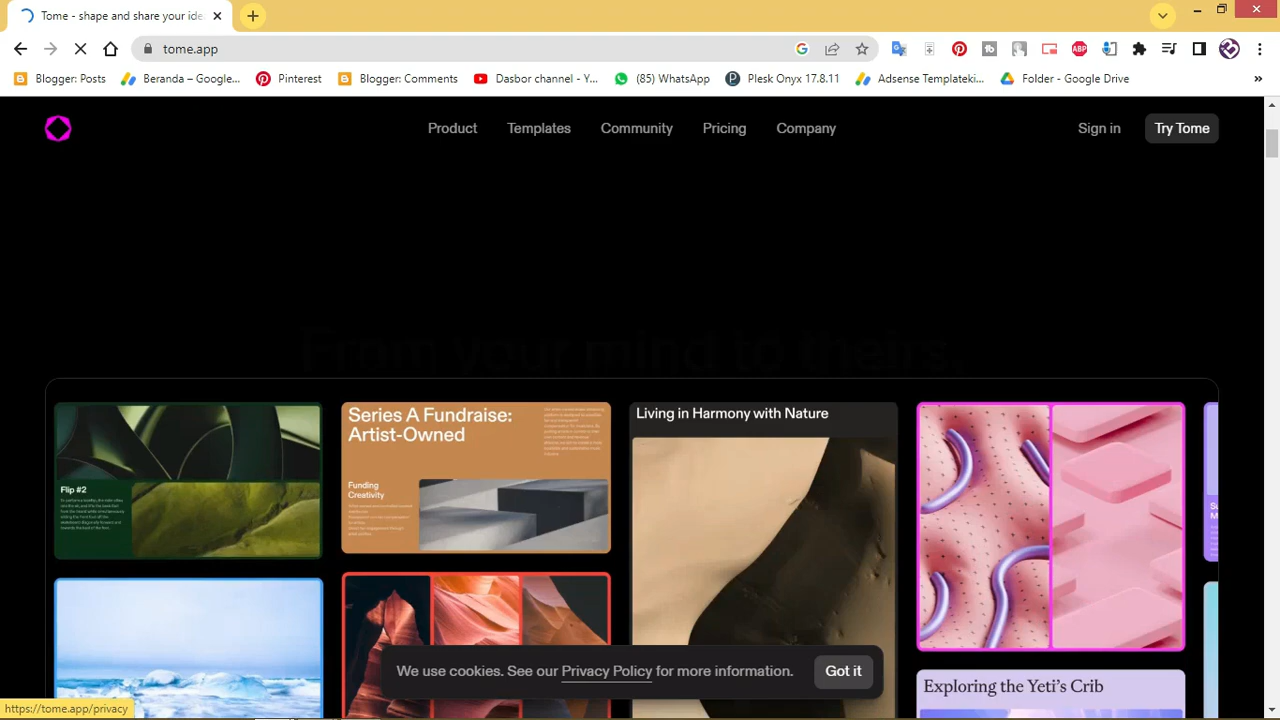 Tome - shape and share your ide
tome.app
Blogger: Posts
Beranda – Google...
Pinterest
Blogger: Comments
Dasbor channel - Y...
(85) WhatsApp
Plesk Onyx 17.8.11
Adsense Templateki...
Folder - Google Drive
»
Product
Templates
Community
Pricing
Company
Sign in
Try Tome
From your mind to theirs.
Flip #2
Series A Fundraise:
Artist-Owned
Funding
Creativity
Living in Harmony with Nature
Exploring the Yeti's Crib
We use cookies. See our Privacy Policy for more information.
Got it
https://tome.app/privacy